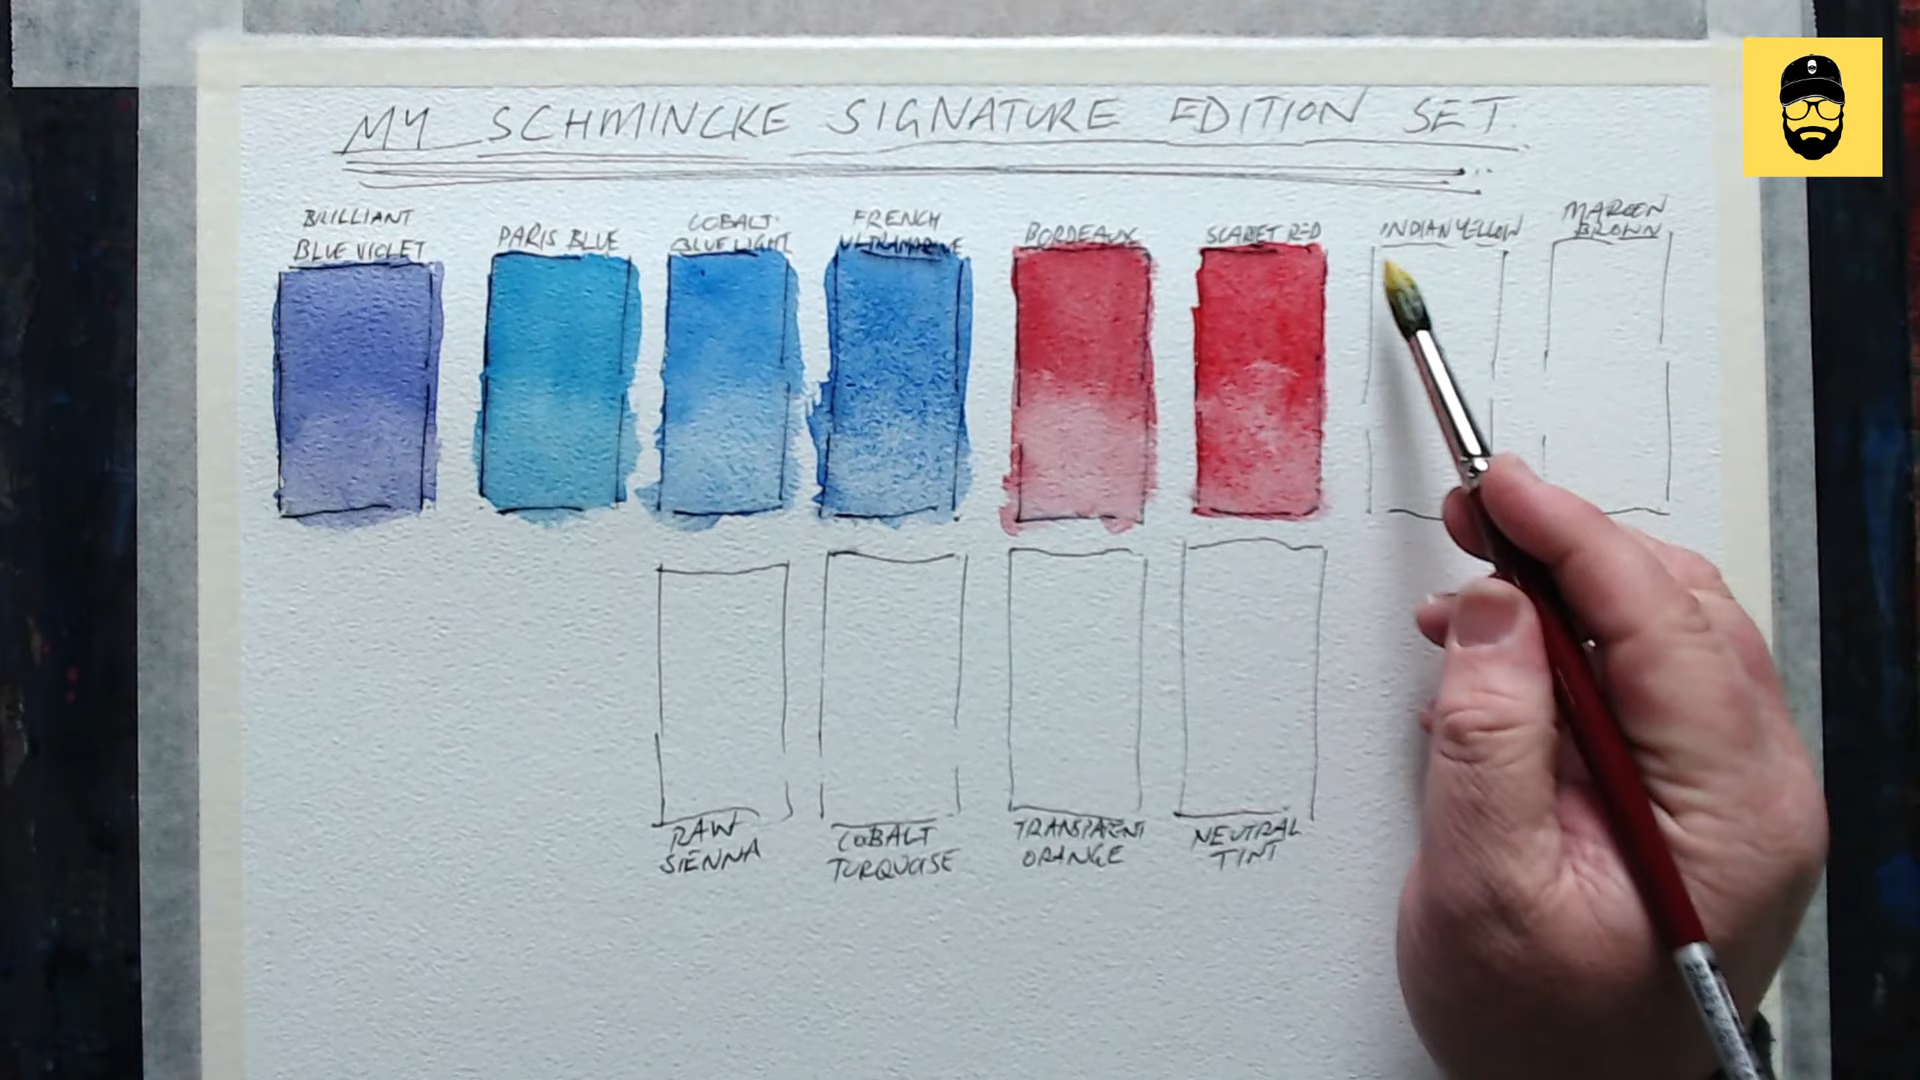 MY SCHMINCKE SIGNATURE EDITION SET.
BRILLIANT
BLUE VIOLET
PARIS BLUE
COBALT
BLUE LIGHT
FRENCH
ULTRAMARINE
BORDEAUX
SCARLET RED
INDIAN YELLOW
MAROON
BROWN
RAW
SIENNA
COBALT
TURQUOISE
TRANSPARENT
ORANGE
NEUTRAL
TINT